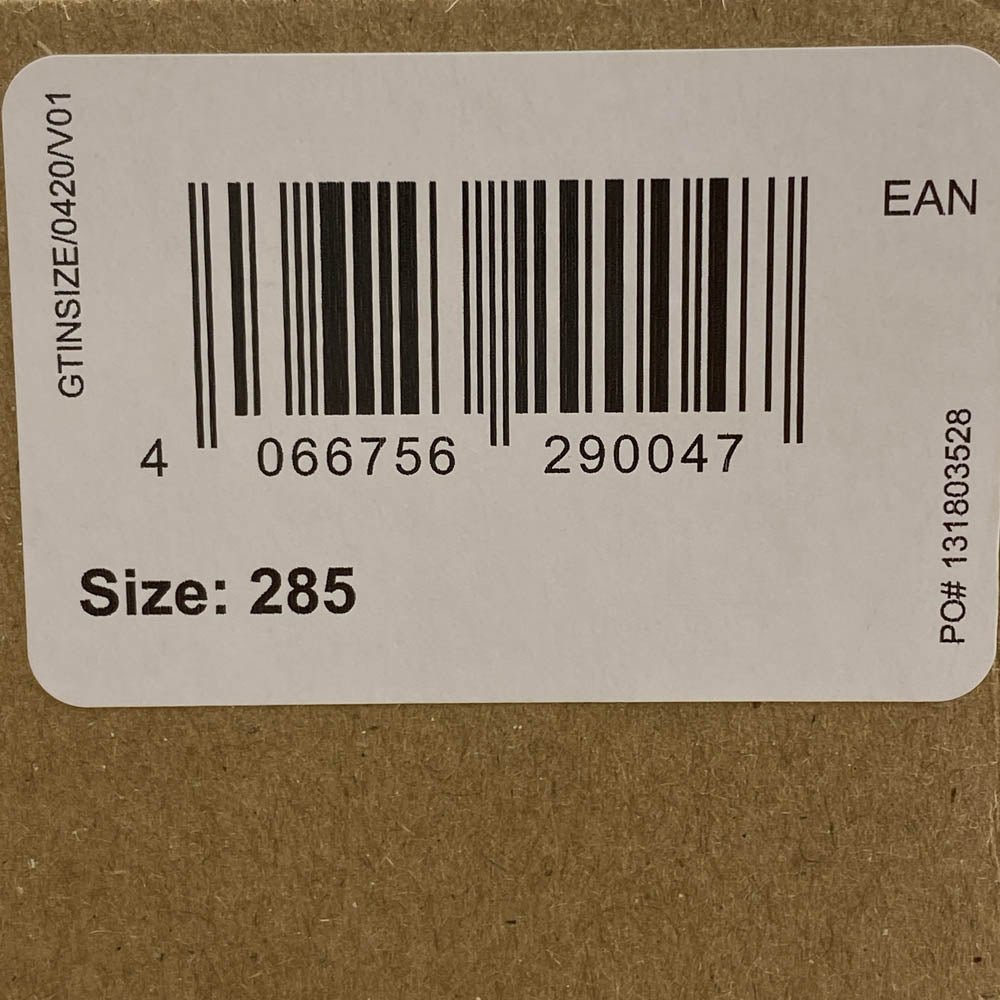 GTINSIZE/0420/V01
EAN
4 066756 290047
Size: 285
PO# 131803528